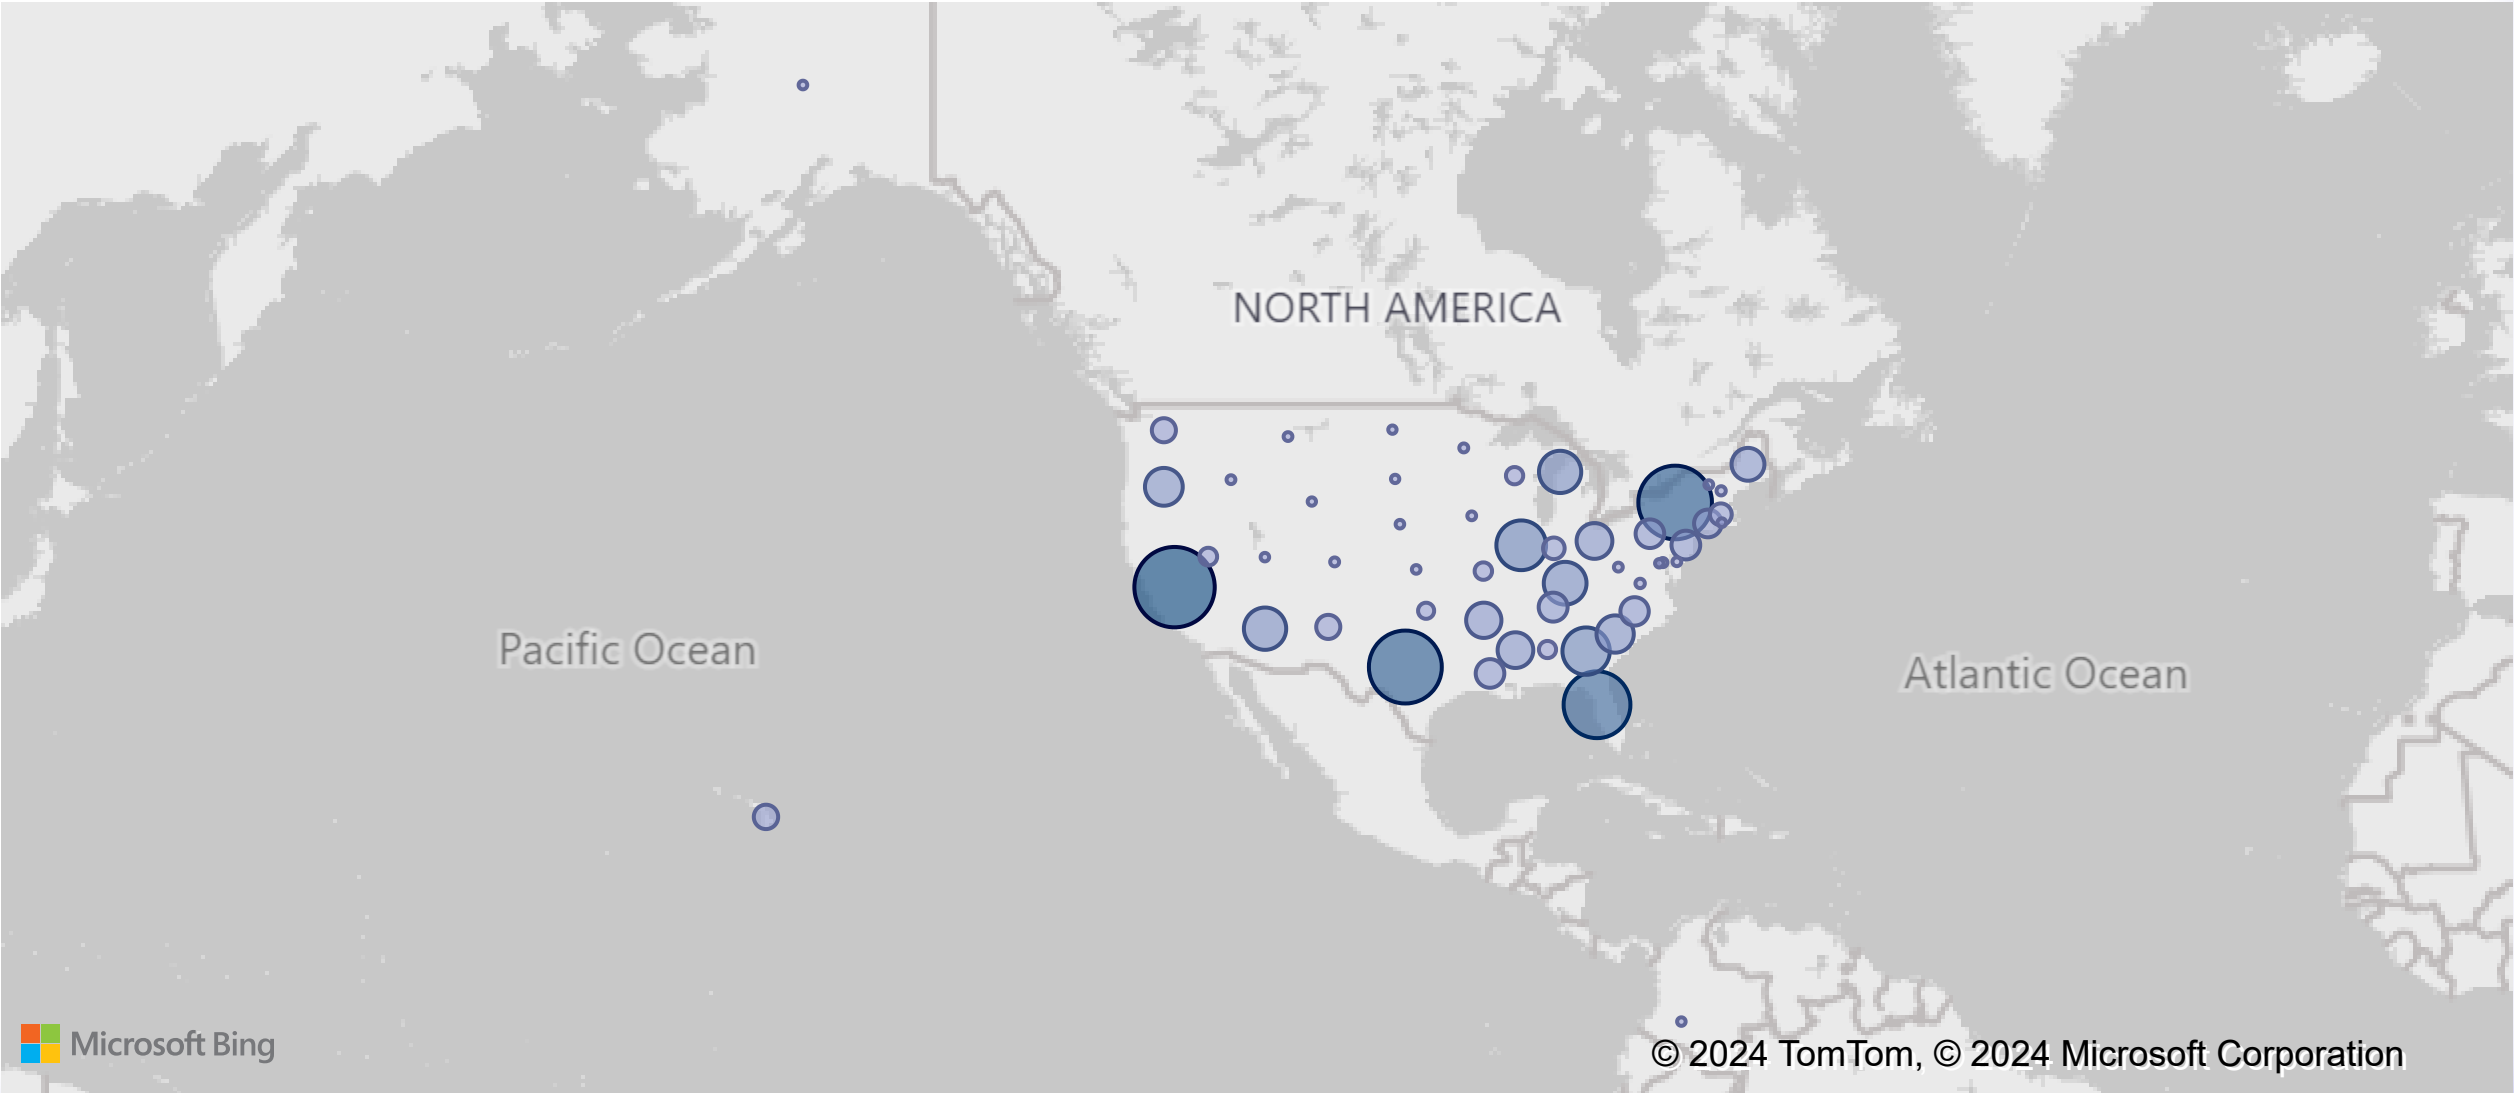 NORTH AMERICA
Pacific Ocean
Atlantic Ocean
Microsoft Bing
© 2024 TomTom, © 2024 Microsoft Corporation